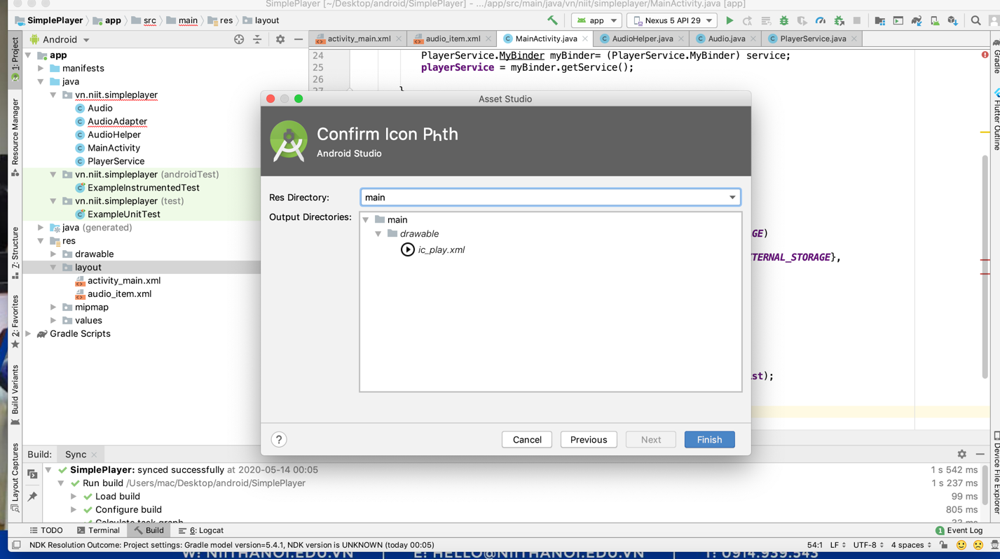 SimplePlayer [~/Desktop/android/SimplePlayer] - .../app/src/main/java/vn/niit/simpleplayer/MainActivity.java [app]
SimplePlayer app src main res layout
app Nexus 5 API 29
Android
activity_main.xml audio_item.xml MainActivity.java AudioHelper.java Audio.java PlayerService.java
1: Project
Resource Manager
Z: Structure
2: Favorites
Build Variants
Layout Captures
app
manifests
java
vn.niit.simpleplayer
Audio
AudioAdapter
AudioHelper
MainActivity
PlayerService
vn.niit.simpleplayer (androidTest)
ExampleInstrumentedTest
vn.niit.simpleplayer (test)
ExampleUnitTest
java (generated)
res
drawable
layout
activity_main.xml
audio_item.xml
mipmap
values
Gradle Scripts
24 PlayerService.MyBinder myBinder= (PlayerService.MyBinder) service;
25 playerService = myBinder.getService();
26
27 }
GE)
TERNAL_STORAGE},
ist);
Asset Studio
Confirm Icon Phth
Android Studio
Res Directory: main
Output Directories: main
drawable
ic_play.xml
? Cancel Previous Next Finish
Gradle
Flutter Outline
Device File Explorer
Build: Sync
SimplePlayer: synced successfully at 2020-05-14 00:05 1 s 542 ms
Run build /Users/mac/Desktop/android/SimplePlayer 1 s 237 ms
Load build 99 ms
Configure build 805 ms
Calculate task graph 33 ms
TODO Terminal Build 6: Logcat 1 Event Log
NDK Resolution Outcome: Project settings: Gradle model version=5.4.1, NDK version is UNKNOWN (today 00:05) 54:1 LF UTF-8 4 spaces
W: NIITHANOI.EDU.VN | E: HELLO@NIITHANOI.EDU.VN | T: 0914.939.543